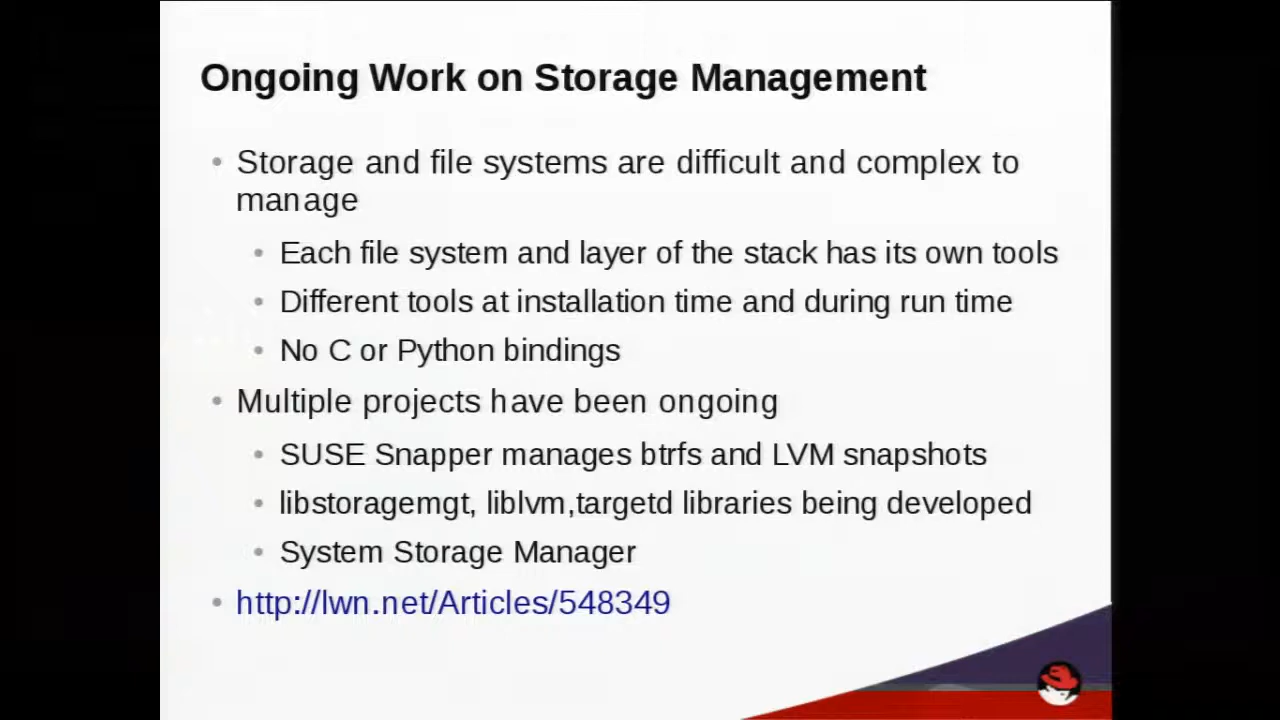 Ongoing Work on Storage Management
• Storage and file systems are difficult and complex to
manage
• Each file system and layer of the stack has its own tools
• Different tools at installation time and during run time
• No C or Python bindings
• Multiple projects have been ongoing
• SUSE Snapper manages btrfs and LVM snapshots
• libstoragemgt, liblvm,targetd libraries being developed
• System Storage Manager
• http://lwn.net/Articles/548349